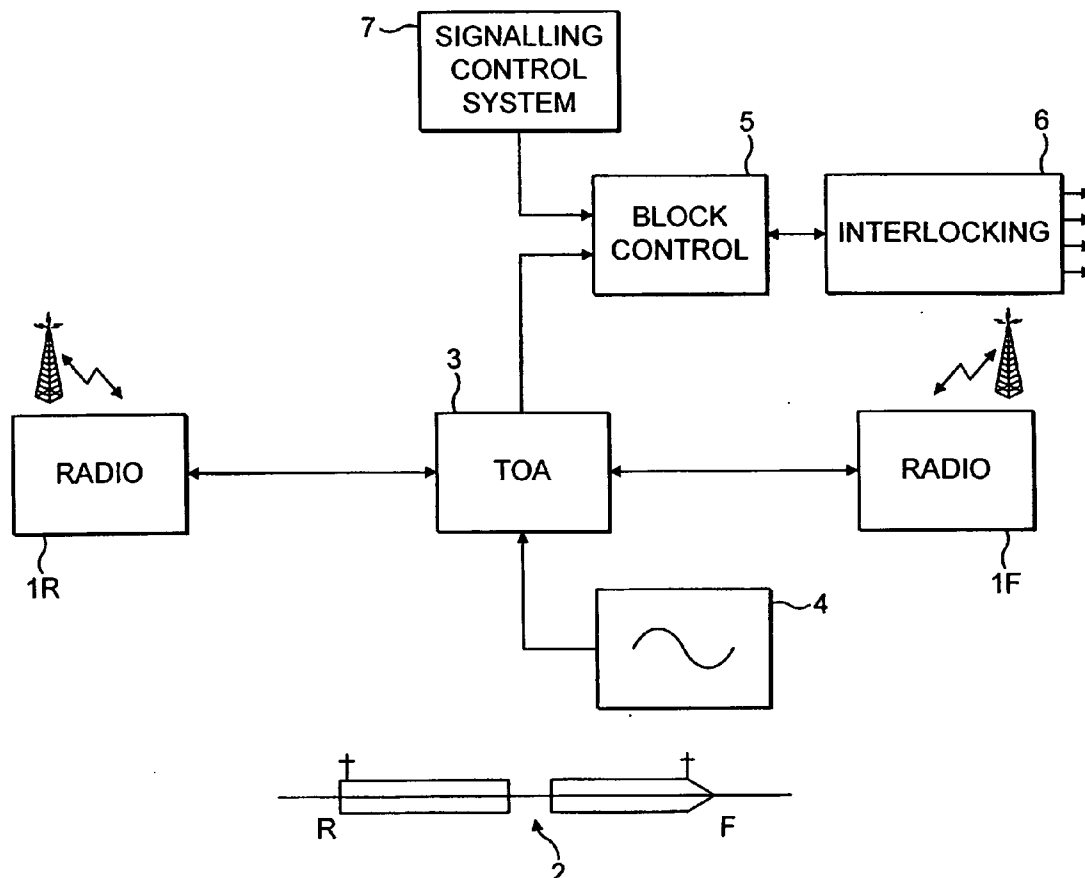 7
SIGNALLING
CONTROL
SYSTEM
5
BLOCK
CONTROL
6
INTERLOCKING
3
TOA
RADIO
1R
RADIO
1F
4
R
F
2